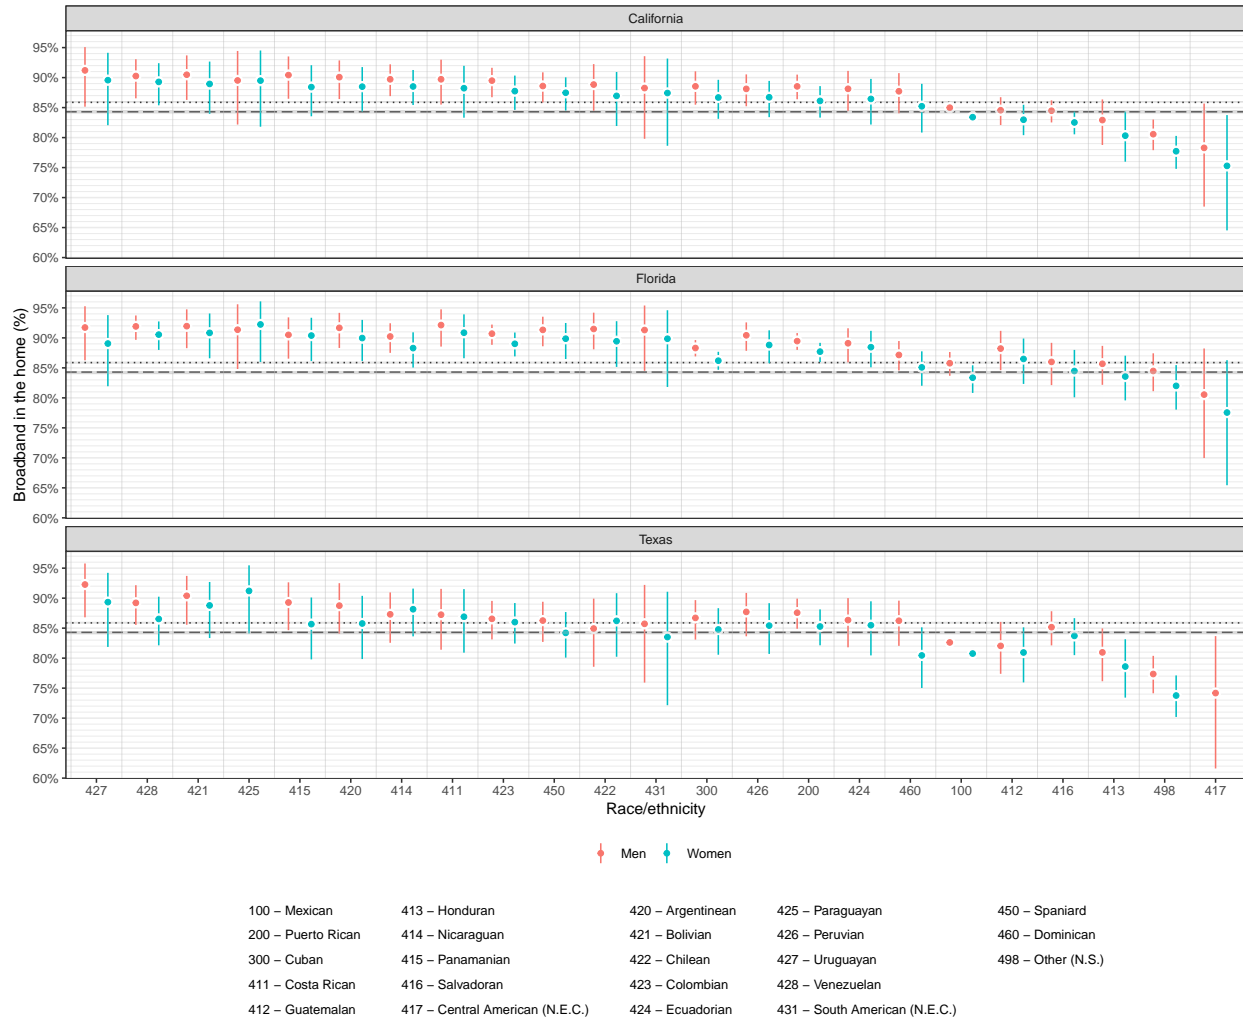 California
95%
90%
85%
80%
75%
70%
65%
60%
Florida
95%
90%
85%
80%
75%
70%
65%
60%
Texas
95%
90%
85%
80%
75%
70%
65%
60%
Broadband in the home (%)
427 428 421 425 415 420 414 411 423 450 422 431 300 426 200 424 460 100 412 416 413 498 417
Race/ethnicity
Men Women
100 – Mexican 413 – Honduran 420 – Argentinean 425 – Paraguayan 450 – Spaniard
200 – Puerto Rican 414 – Nicaraguan 421 – Bolivian 426 – Peruvian 460 – Dominican
300 – Cuban 415 – Panamanian 422 – Chilean 427 – Uruguayan 498 – Other (N.S.)
411 – Costa Rican 416 – Salvadoran 423 – Colombian 428 – Venezuelan
412 – Guatemalan 417 – Central American (N.E.C.) 424 – Ecuadorian 431 – South American (N.E.C.)